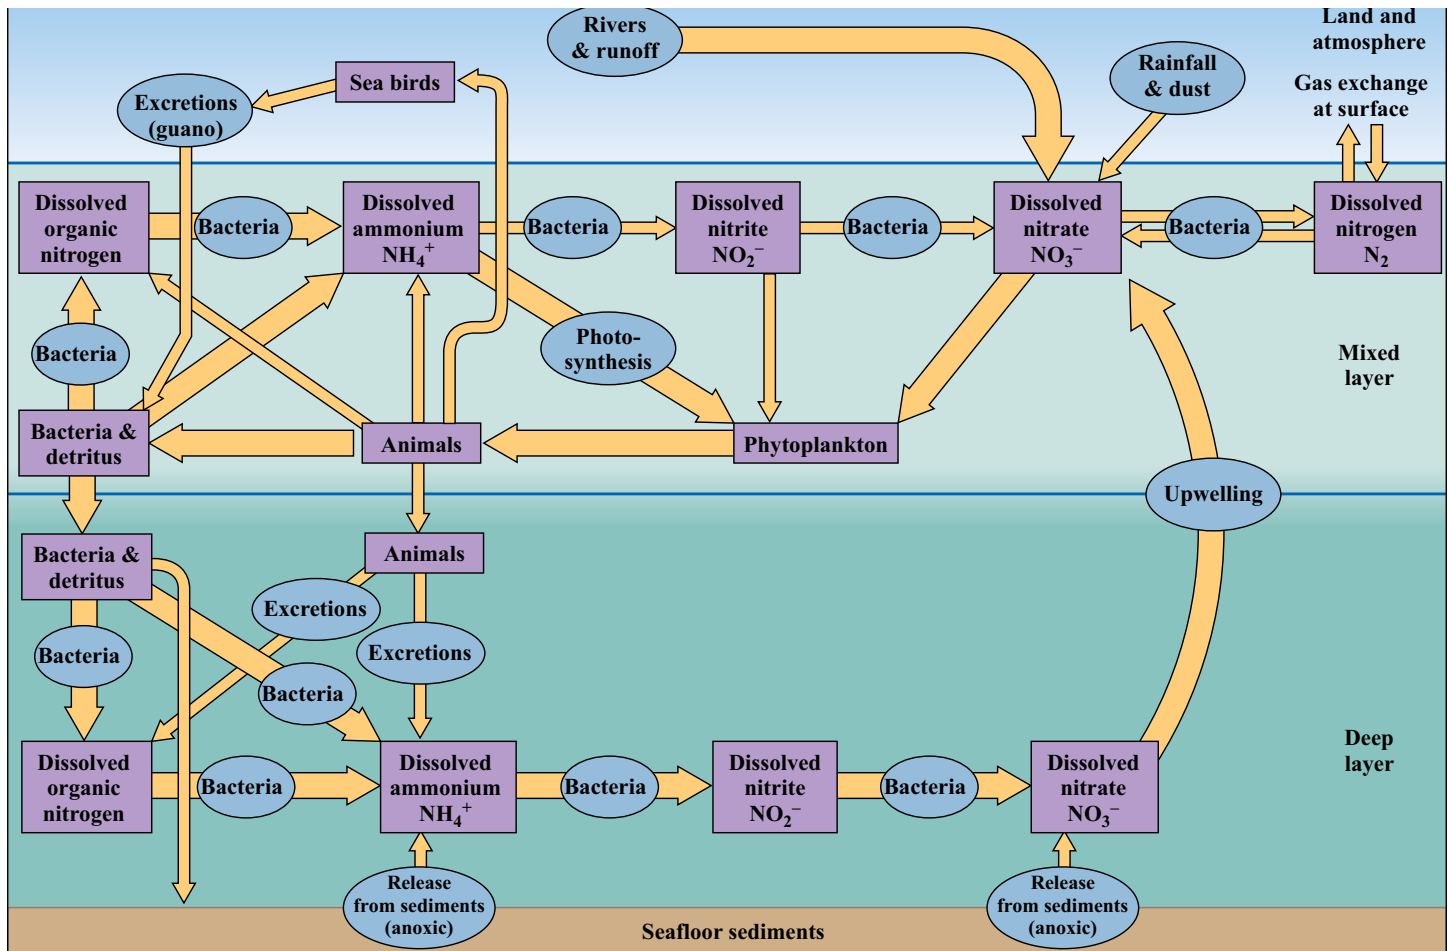 Rivers
& runoff
Land and
atmosphere
Rainfall
& dust
Gas exchange
at surface
Sea birds
Excretions
(guano)
Dissolved
organic
nitrogen
Bacteria
Dissolved
ammonium
NH₄⁺
Bacteria
Dissolved
nitrite
NO₂⁻
Bacteria
Dissolved
nitrate
NO₃⁻
Bacteria
Dissolved
nitrogen
N₂
Bacteria
Photo-
synthesis
Mixed
layer
Bacteria &
detritus
Animals
Phytoplankton
Upwelling
Bacteria &
detritus
Animals
Excretions
Bacteria
Excretions
Bacteria
Deep
layer
Dissolved
organic
nitrogen
Bacteria
Dissolved
ammonium
NH₄⁺
Bacteria
Dissolved
nitrite
NO₂⁻
Bacteria
Dissolved
nitrate
NO₃⁻
Release
from sediments
(anoxic)
Release
from sediments
(anoxic)
Seafloor sediments